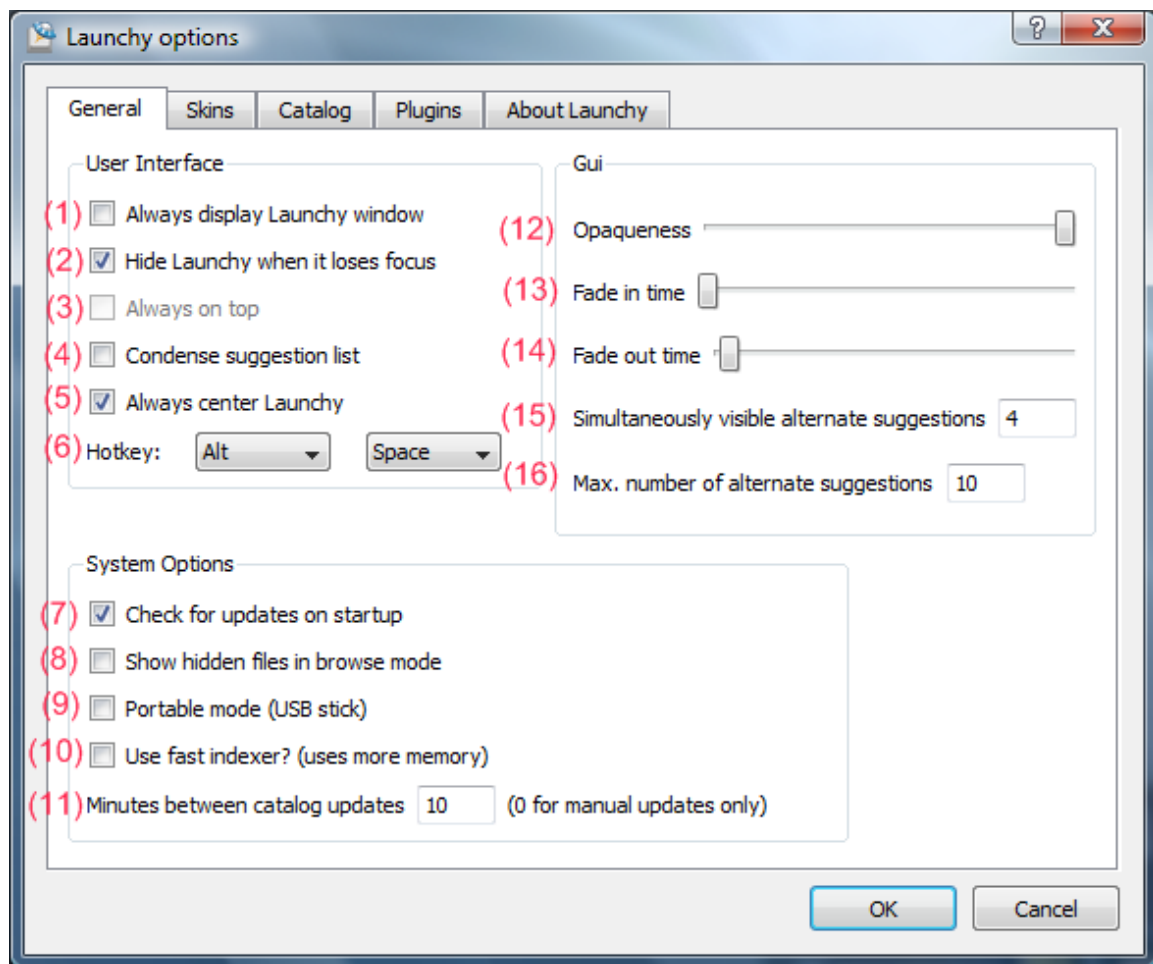 Launchy options
General Skins Catalog Plugins About Launchy
User Interface
(1) Always display Launchy window
(2) Hide Launchy when it loses focus
(3) Always on top
(4) Condense suggestion list
(5) Always center Launchy
(6) Hotkey: Alt Space
Gui
(12) Opaqueness
(13) Fade in time
(14) Fade out time
(15) Simultaneously visible alternate suggestions 4
(16) Max. number of alternate suggestions 10
System Options
(7) Check for updates on startup
(8) Show hidden files in browse mode
(9) Portable mode (USB stick)
(10) Use fast indexer? (uses more memory)
(11) Minutes between catalog updates 10 (0 for manual updates only)
OK Cancel